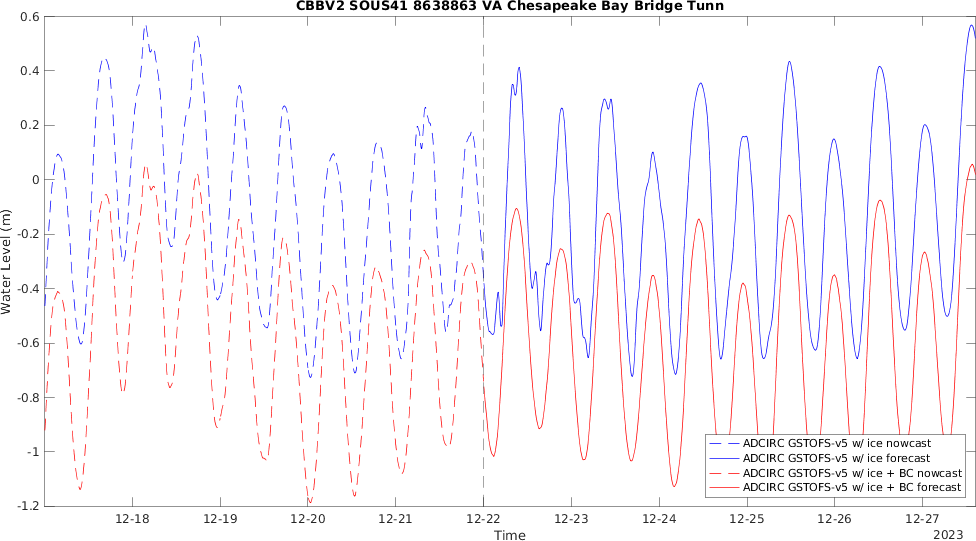 CBBV2 SOUS41 8638863 VA Chesapeake Bay Bridge Tunn
0.6
0.4
0.2
0
-0.2
-0.4
-0.6
-0.8
-1
-1.2
Water Level (m)
ADCIRC GSTOFS-v5 w/ ice nowcast
ADCIRC GSTOFS-v5 w/ ice forecast
ADCIRC GSTOFS-v5 w/ ice + BC nowcast
ADCIRC GSTOFS-v5 w/ ice + BC forecast
12-18 12-19 12-20 12-21 12-22 12-23 12-24 12-25 12-26 12-27
Time
2023